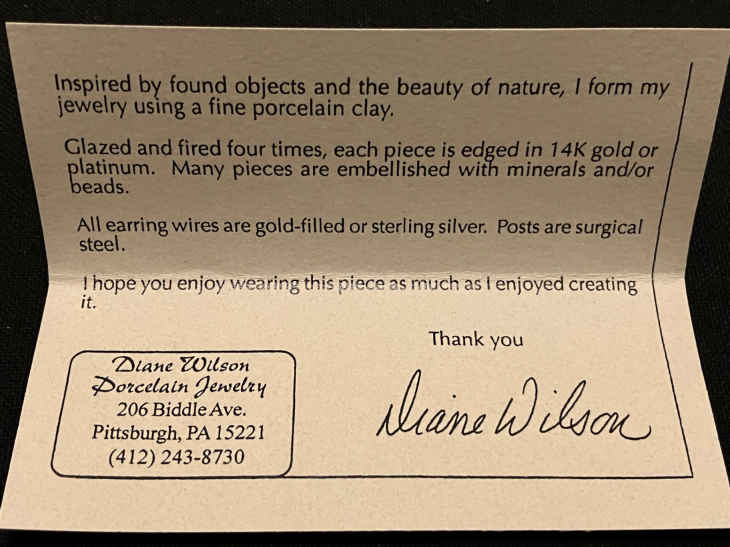 Inspired by found objects and the beauty of nature, I form my
jewelry using a fine porcelain clay.
Glazed and fired four times, each piece is edged in 14K gold or
platinum. Many pieces are embellished with minerals and/or
beads.
All earring wires are gold-filled or sterling silver. Posts are surgical
steel.
I hope you enjoy wearing this piece as much as I enjoyed creating
it.
Thank you
Diane Wilson
Porcelain Jewelry
206 Biddle Ave.
Pittsburgh, PA 15221
(412) 243-8730
Diane Wilson